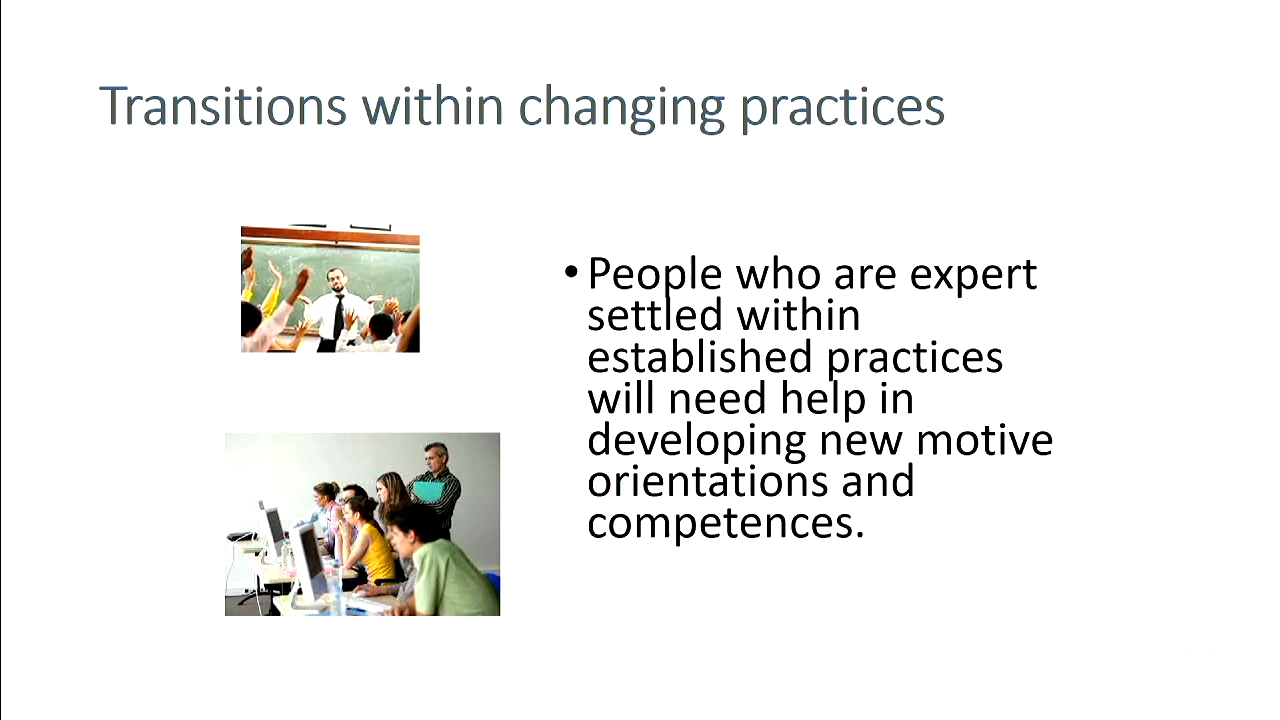 Transitions within changing practices
• People who are expert
settled within
established practices
will need help in
developing new motive
orientations and
competences.